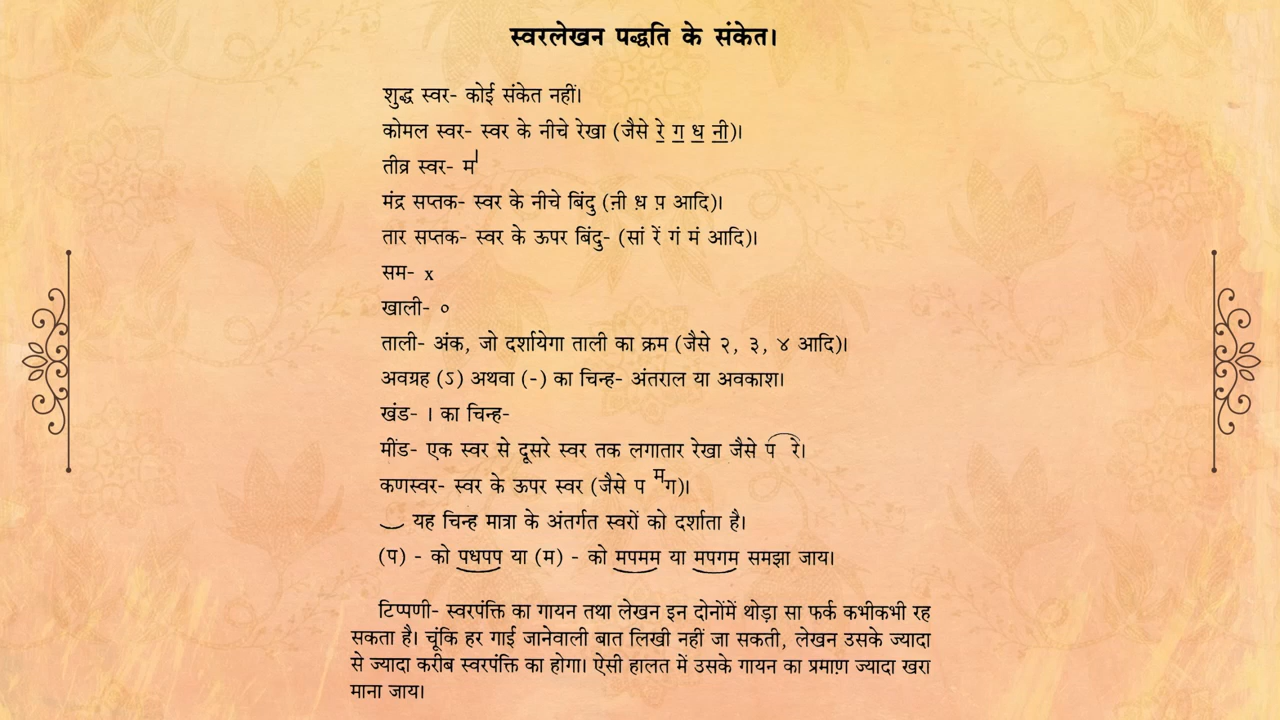 स्वरलेखन पद्धति के संकेत।
शुद्ध स्वर- कोई संकेत नहीं।
कोमल स्वर- स्वर के नीचे रेखा (जैसे रे॒ ग॒ ध॒ नी॒)।
तीव्र स्वर- म॑
मंद्र सप्तक- स्वर के नीचे बिंदु (ऩी ध़ प़ आदि)।
तार सप्तक- स्वर के ऊपर बिंदु- (सां रें गं मं आदि)।
सम- x
खाली- ०
ताली- अंक, जो दर्शायेगा ताली का क्रम (जैसे २, ३, ४ आदि)।
अवग्रह (ऽ) अथवा (-) का चिन्ह- अंतराल या अवकाश।
खंड- । का चिन्ह-
मींड- एक स्वर से दूसरे स्वर तक लगातार रेखा जैसे प रे।
कणस्वर- स्वर के ऊपर स्वर (जैसे प मग)।
‿ यह चिन्ह मात्रा के अंतर्गत स्वरों को दर्शाता है।
(प) - को पधपप या (म) - को मपमम या मपगम समझा जाय।
टिप्पणी- स्वरपंक्ति का गायन तथा लेखन इन दोनोंमें थोड़ा सा फर्क कभीकभी रह
सकता है। चूंकि हर गाई जानेवाली बात लिखी नहीं जा सकती, लेखन उसके ज्यादा
से ज्यादा करीब स्वरपंक्ति का होगा। ऐसी हालत में उसके गायन का प्रमाण़ ज्यादा खरा
माना जाय।